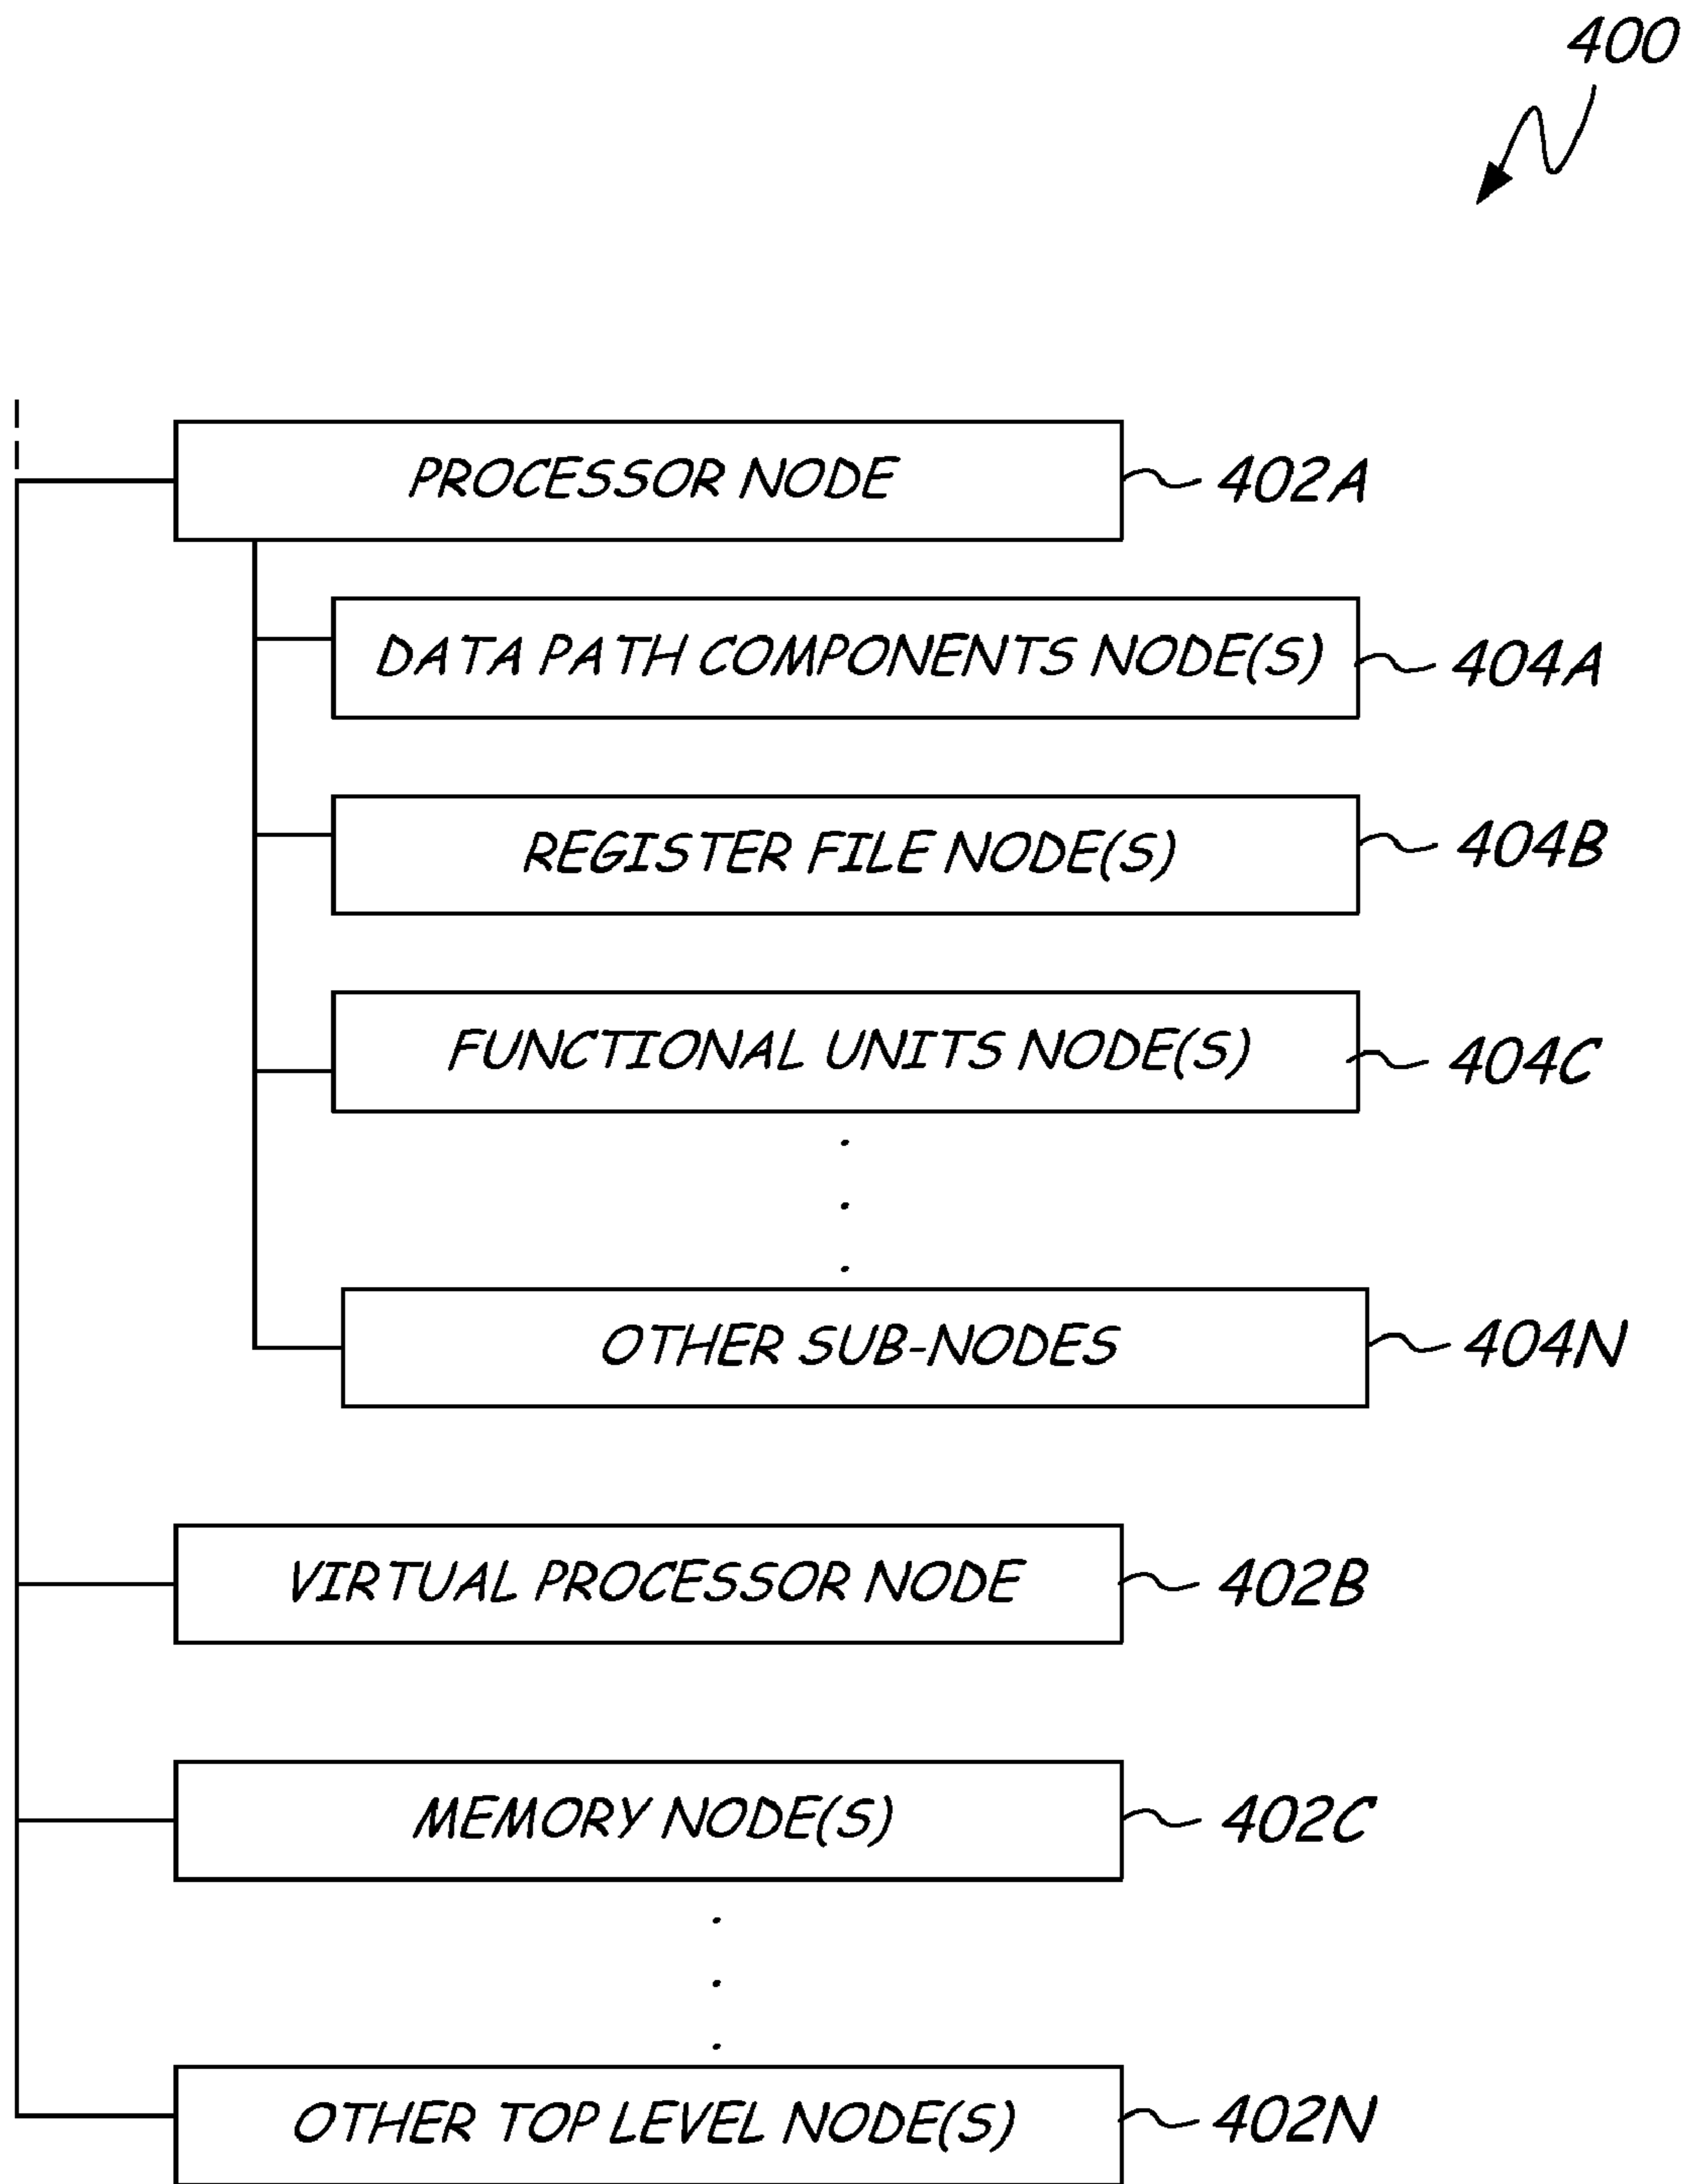 400
PROCESSOR NODE 402A
DATA PATH COMPONENTS NODE(S) 404A
REGISTER FILE NODE(S) 404B
FUNCTIONAL UNITS NODE(S) 404C
OTHER SUB-NODES 404N
VIRTUAL PROCESSOR NODE 402B
MEMORY NODE(S) 402C
OTHER TOP LEVEL NODE(S) 402N